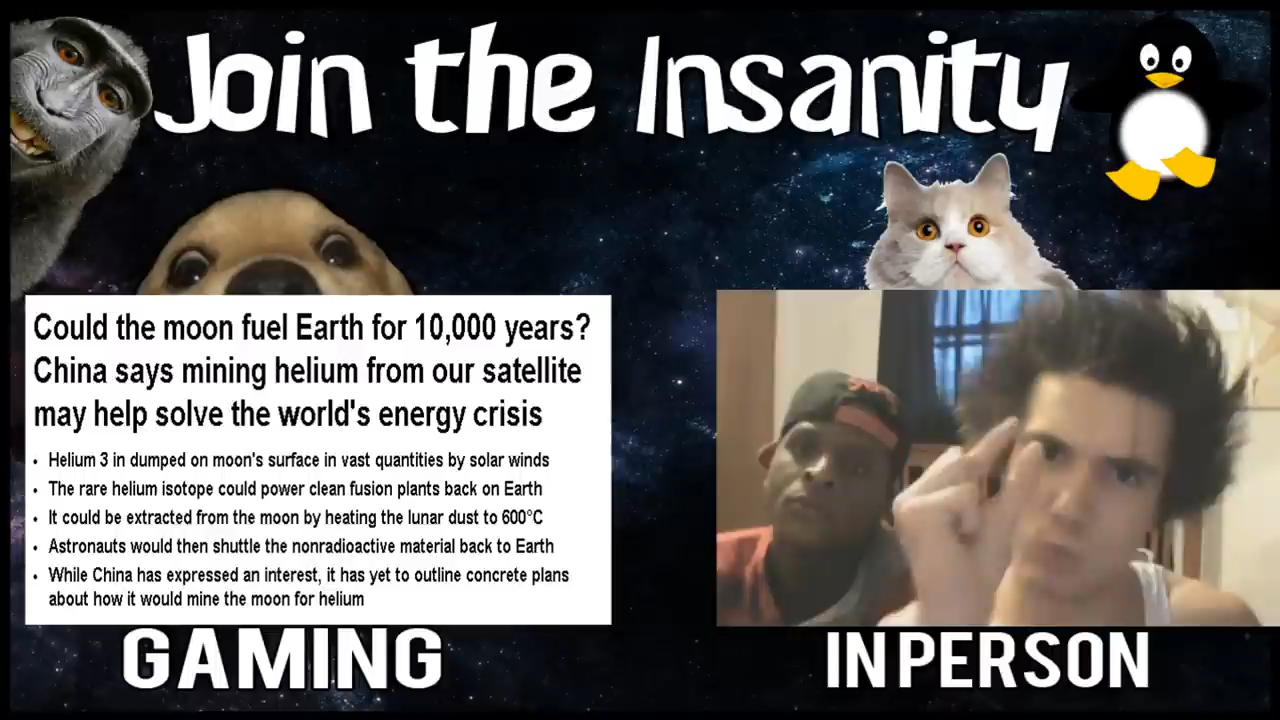 Join the Insanity
Could the moon fuel Earth for 10,000 years?
China says mining helium from our satellite
may help solve the world's energy crisis
• Helium 3 in dumped on moon's surface in vast quantities by solar winds
• The rare helium isotope could power clean fusion plants back on Earth
• It could be extracted from the moon by heating the lunar dust to 600°C
• Astronauts would then shuttle the nonradioactive material back to Earth
• While China has expressed an interest, it has yet to outline concrete plans
about how it would mine the moon for helium
GAMING
IN PERSON